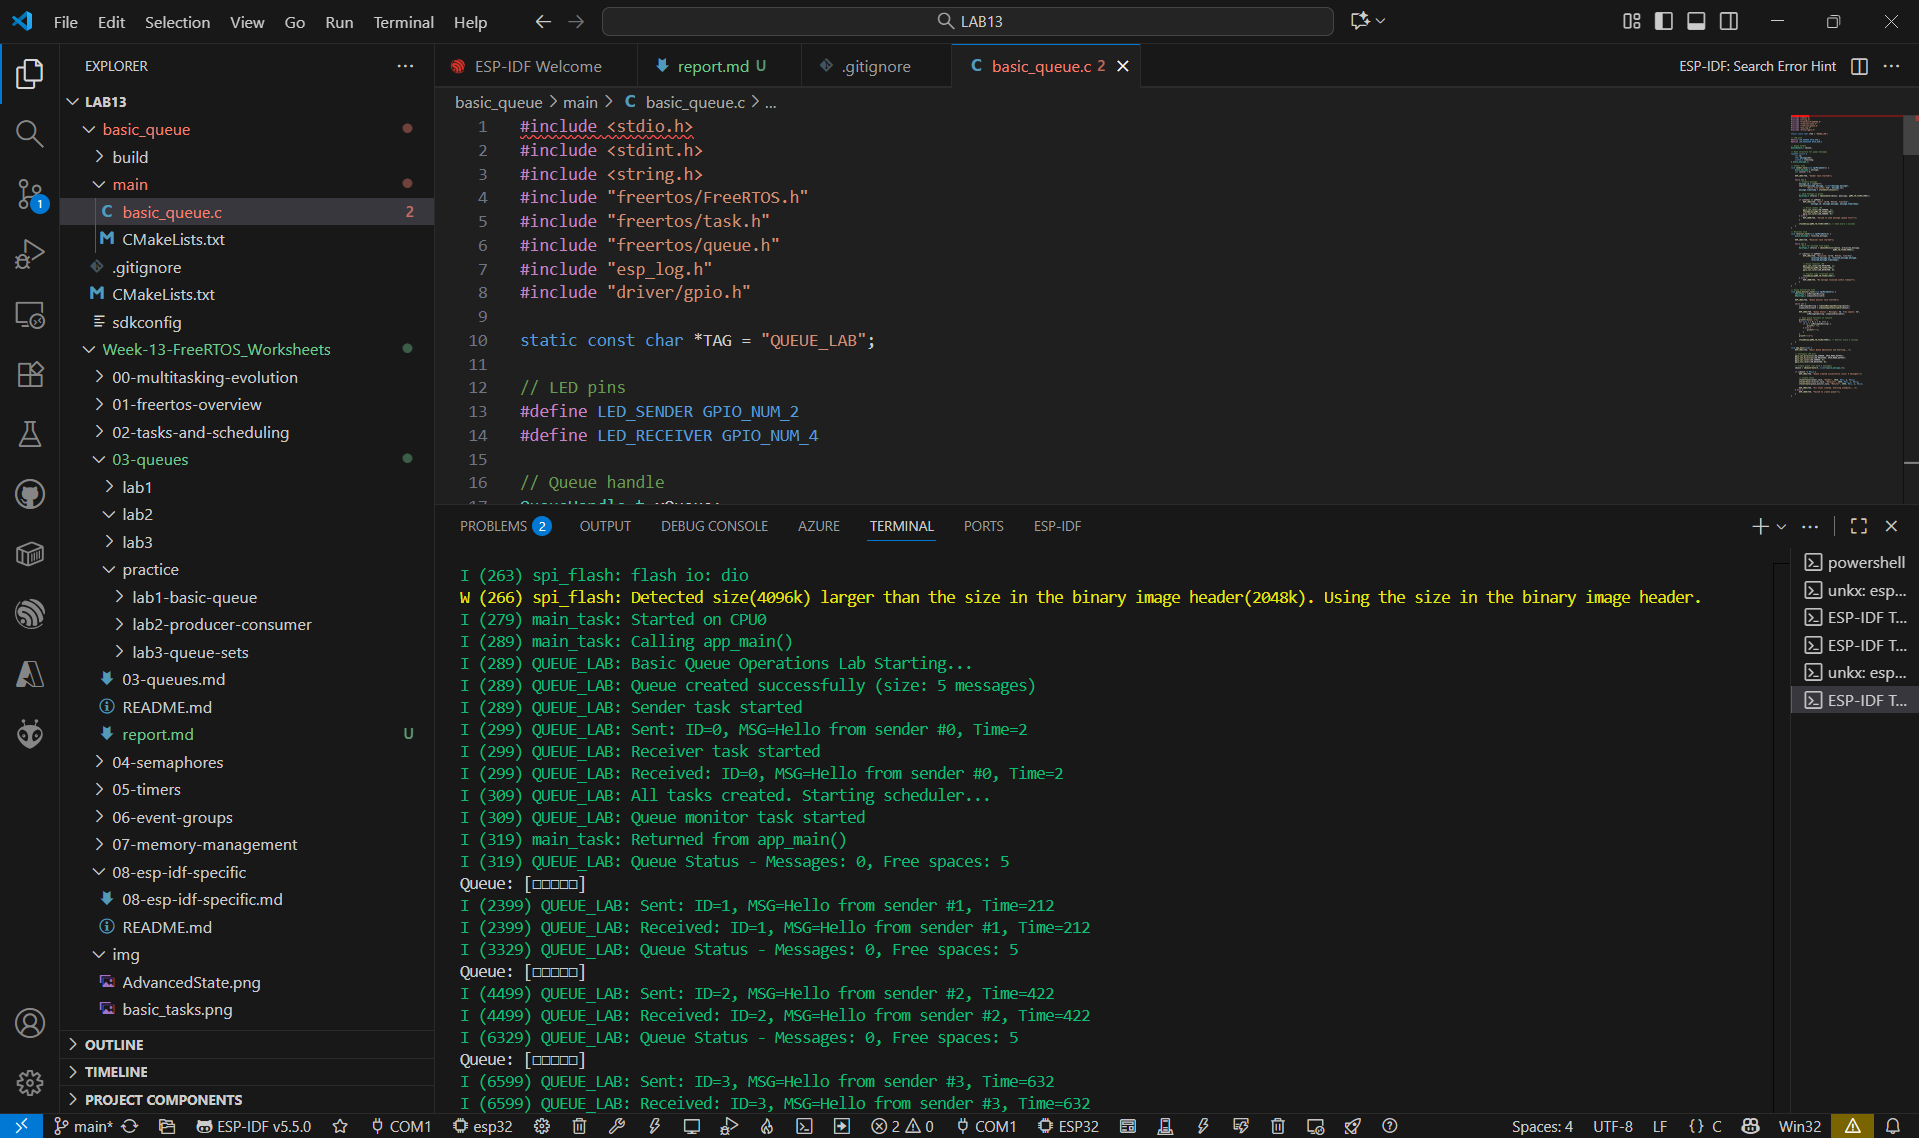 File Edit Selection View Go Run Terminal Help
LAB13
EXPLORER
LAB13
basic_queue
build
main
C basic_queue.c 2
CMakeLists.txt
.gitignore
CMakeLists.txt
sdkconfig
Week-13-FreeRTOS_Worksheets
00-multitasking-evolution
01-freertos-overview
02-tasks-and-scheduling
03-queues
lab1
lab2
lab3
practice
lab1-basic-queue
lab2-producer-consumer
lab3-queue-sets
03-queues.md
README.md
report.md U
04-semaphores
05-timers
06-event-groups
07-memory-management
08-esp-idf-specific
08-esp-idf-specific.md
README.md
img
AdvancedState.png
basic_tasks.png
OUTLINE
TIMELINE
PROJECT COMPONENTS
1
ESP-IDF Welcome
report.md U
.gitignore
C basic_queue.c 2
ESP-IDF: Search Error Hint
basic_queue > main > C basic_queue.c > ...
1 #include <stdio.h>
2 #include <stdint.h>
3 #include <string.h>
4 #include "freertos/FreeRTOS.h"
5 #include "freertos/task.h"
6 #include "freertos/queue.h"
7 #include "esp_log.h"
8 #include "driver/gpio.h"
9
10 static const char *TAG = "QUEUE_LAB";
11
12 // LED pins
13 #define LED_SENDER GPIO_NUM_2
14 #define LED_RECEIVER GPIO_NUM_4
15
16 // Queue handle
PROBLEMS 2 OUTPUT DEBUG CONSOLE AZURE TERMINAL PORTS ESP-IDF
I (263) spi_flash: flash io: dio
W (266) spi_flash: Detected size(4096k) larger than the size in the binary image header(2048k). Using the size in the binary image header.
I (279) main_task: Started on CPU0
I (289) main_task: Calling app_main()
I (289) QUEUE_LAB: Basic Queue Operations Lab Starting...
I (289) QUEUE_LAB: Queue created successfully (size: 5 messages)
I (289) QUEUE_LAB: Sender task started
I (299) QUEUE_LAB: Sent: ID=0, MSG=Hello from sender #0, Time=2
I (299) QUEUE_LAB: Receiver task started
I (299) QUEUE_LAB: Received: ID=0, MSG=Hello from sender #0, Time=2
I (309) QUEUE_LAB: All tasks created. Starting scheduler...
I (309) QUEUE_LAB: Queue monitor task started
I (319) main_task: Returned from app_main()
I (319) QUEUE_LAB: Queue Status - Messages: 0, Free spaces: 5
Queue: [□□□□□]
I (2399) QUEUE_LAB: Sent: ID=1, MSG=Hello from sender #1, Time=212
I (2399) QUEUE_LAB: Received: ID=1, MSG=Hello from sender #1, Time=212
I (3329) QUEUE_LAB: Queue Status - Messages: 0, Free spaces: 5
Queue: [□□□□□]
I (4499) QUEUE_LAB: Sent: ID=2, MSG=Hello from sender #2, Time=422
I (4499) QUEUE_LAB: Received: ID=2, MSG=Hello from sender #2, Time=422
I (6329) QUEUE_LAB: Queue Status - Messages: 0, Free spaces: 5
Queue: [□□□□□]
I (6599) QUEUE_LAB: Sent: ID=3, MSG=Hello from sender #3, Time=632
I (6599) QUEUE_LAB: Received: ID=3, MSG=Hello from sender #3, Time=632
powershell
unkx: esp...
ESP-IDF T...
ESP-IDF T...
unkx: esp...
ESP-IDF T...
main* ESP-IDF v5.5.0 COM1 esp32 2 0 COM1 ESP32 Spaces: 4 UTF-8 LF {} C Win32